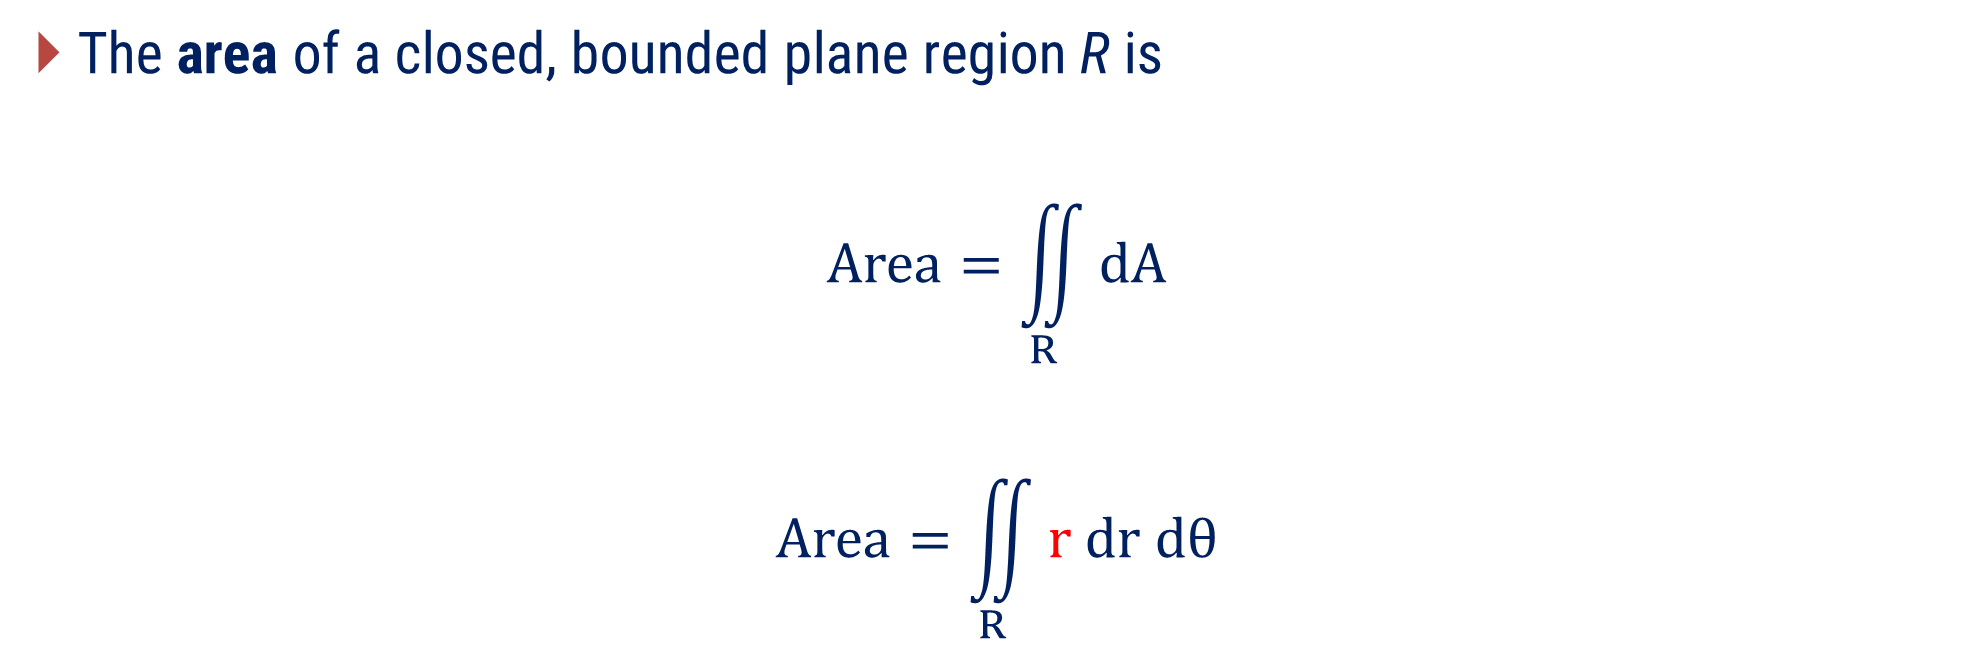 The area of a closed, bounded plane region R is
Area = ∬ dA
R
Area = ∬ r dr dθ
R